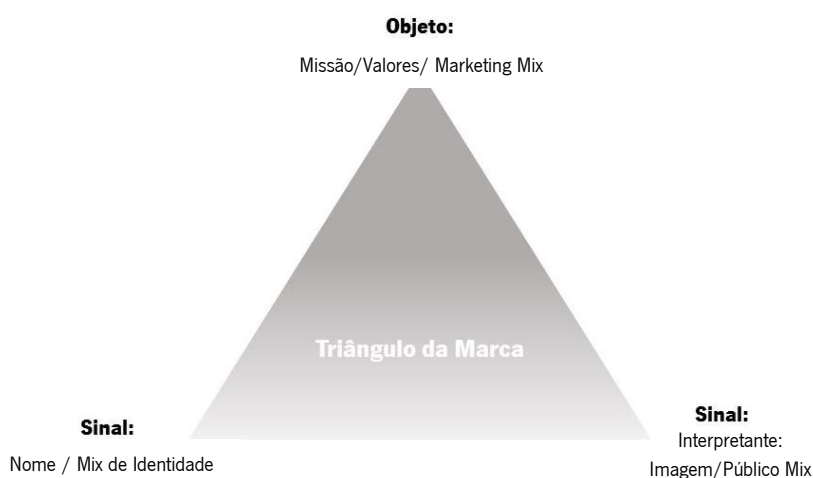 Objeto:
Missão/Valores/ Marketing Mix
Triângulo da Marca
Sinal:
Nome / Mix de Identidade
Sinal:
Interpretante:
Imagem/Público Mix